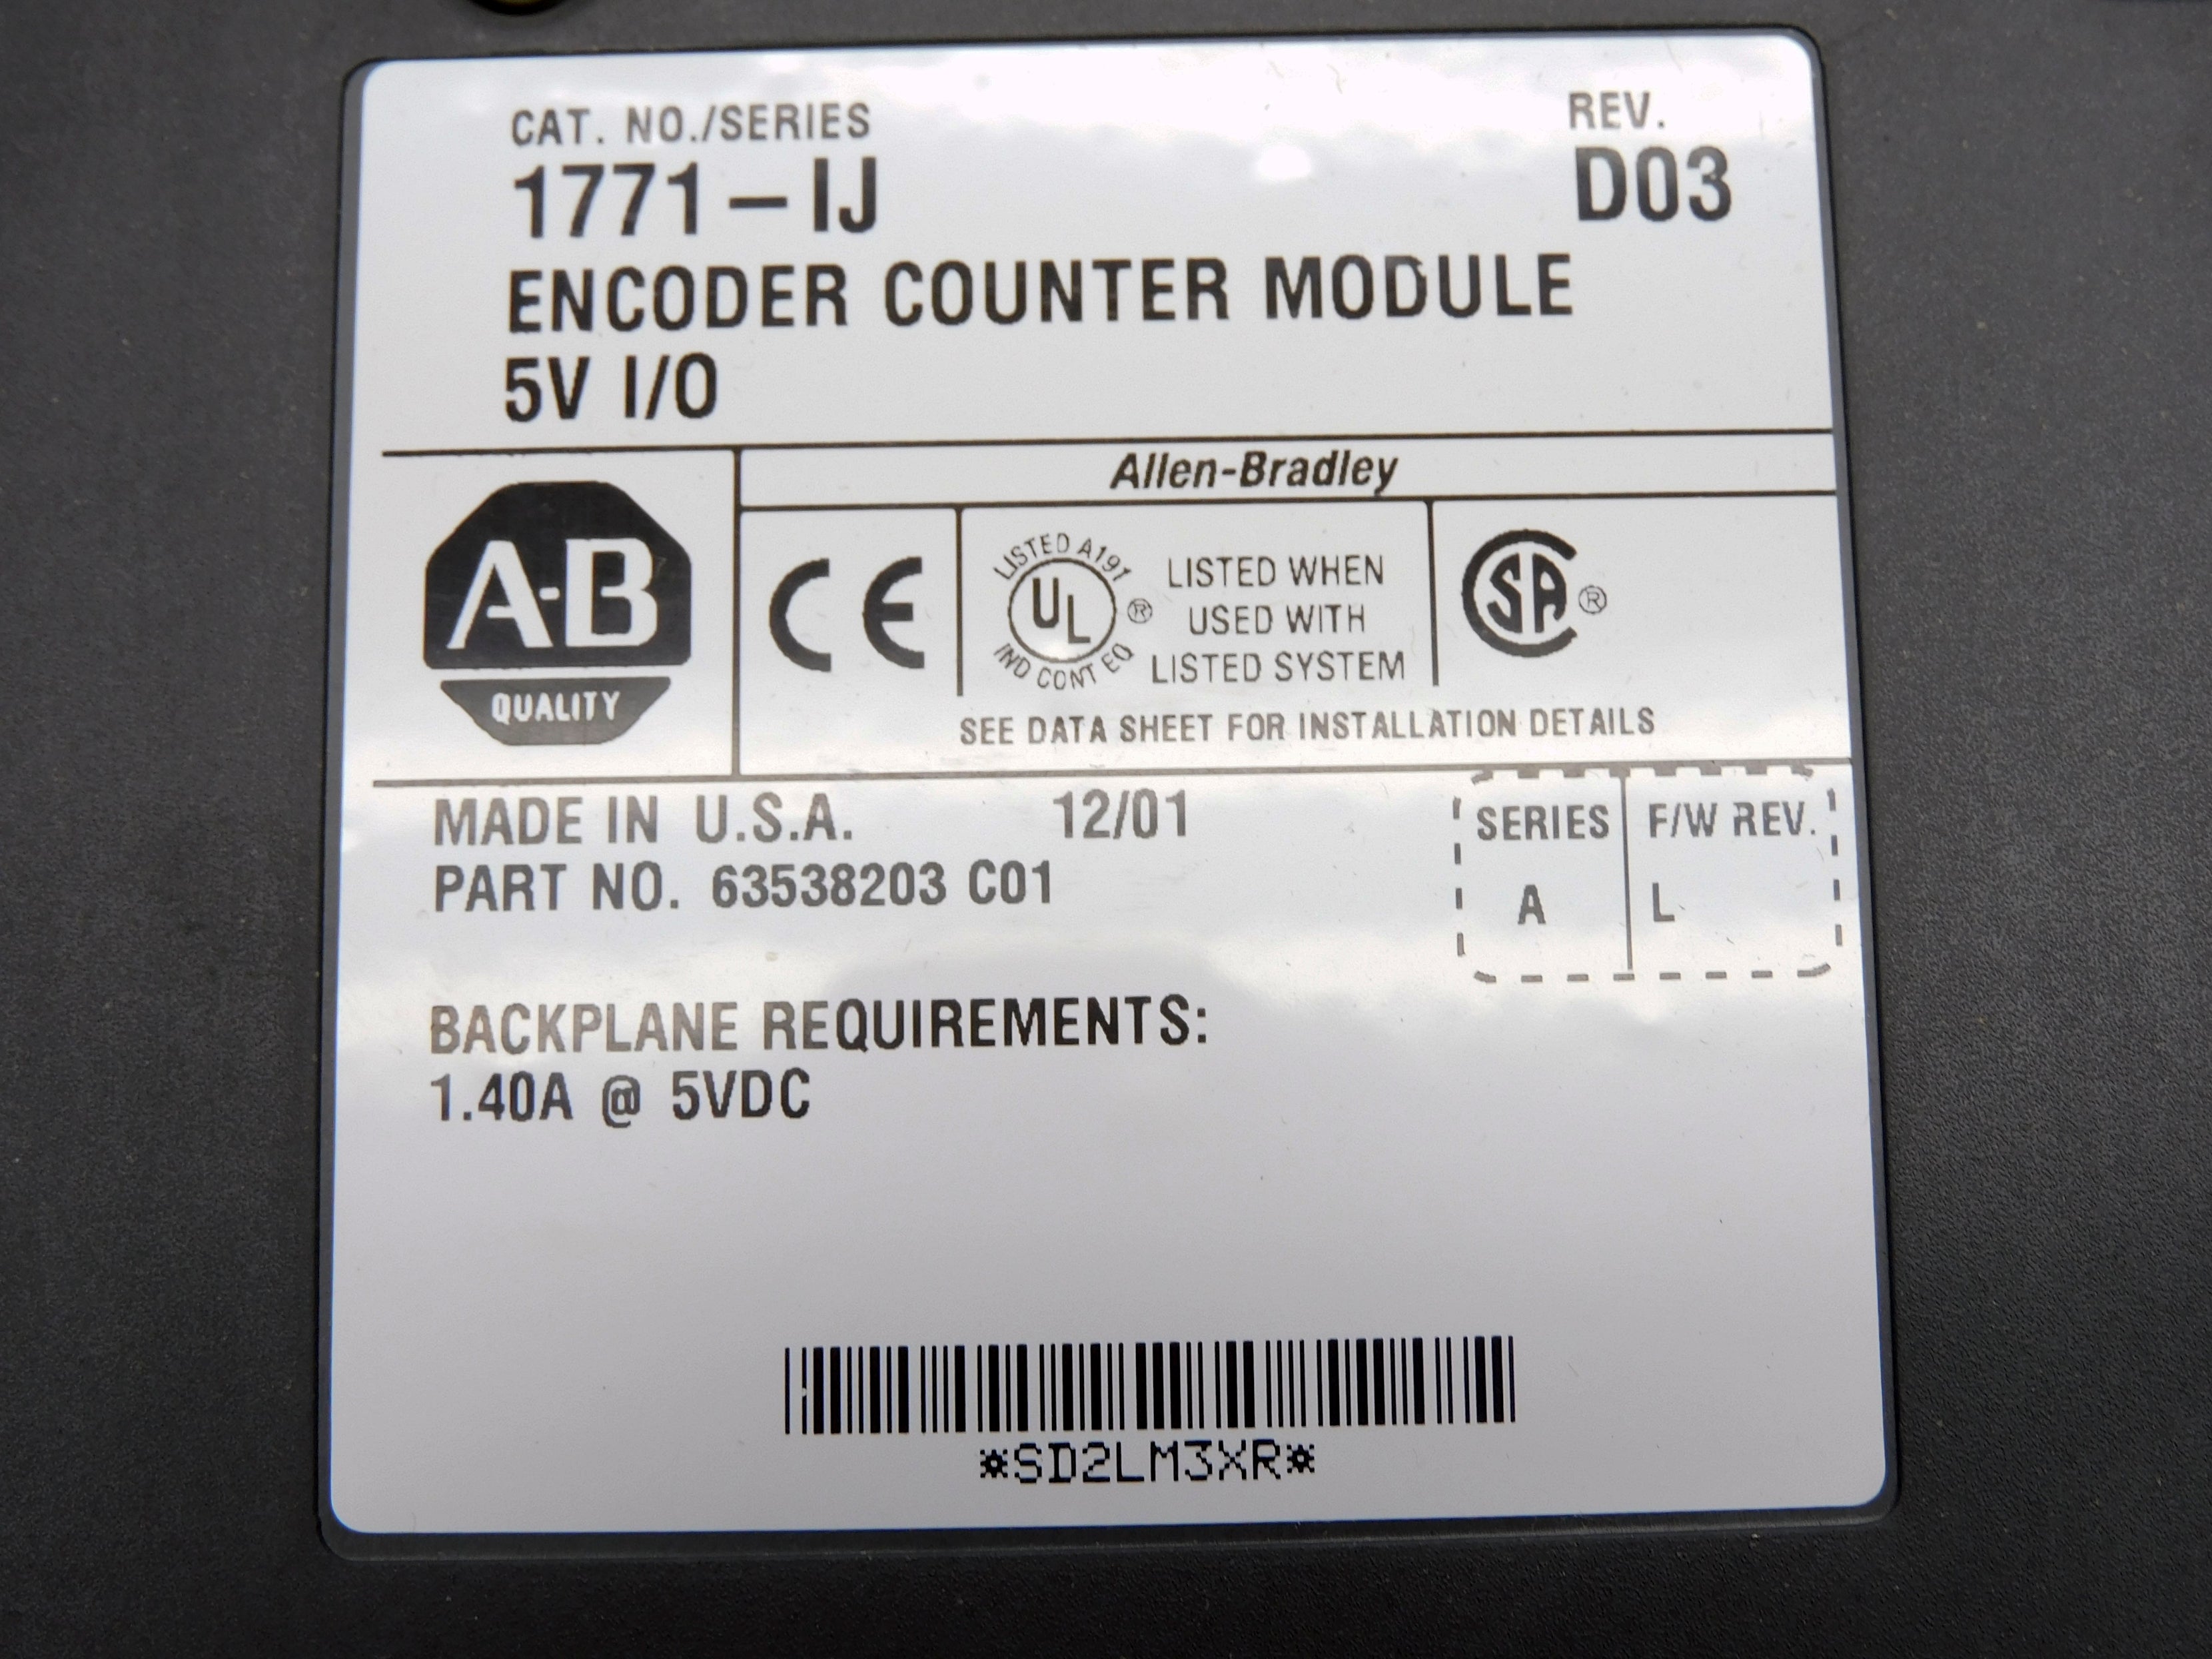 CAT. NO./SERIES
REV.
1771-IJ
D03
ENCODER COUNTER MODULE
5V I/O
Allen-Bradley
A-B
QUALITY
CE
LISTED A191
UL ®
IND CONT EQ
LISTED WHEN
USED WITH
LISTED SYSTEM
SA ®
SEE DATA SHEET FOR INSTALLATION DETAILS
MADE IN U.S.A. 12/01
PART NO. 63538203 C01
SERIES F/W REV.
A L
BACKPLANE REQUIREMENTS:
1.40A @ 5VDC
*SD2LM3XR*